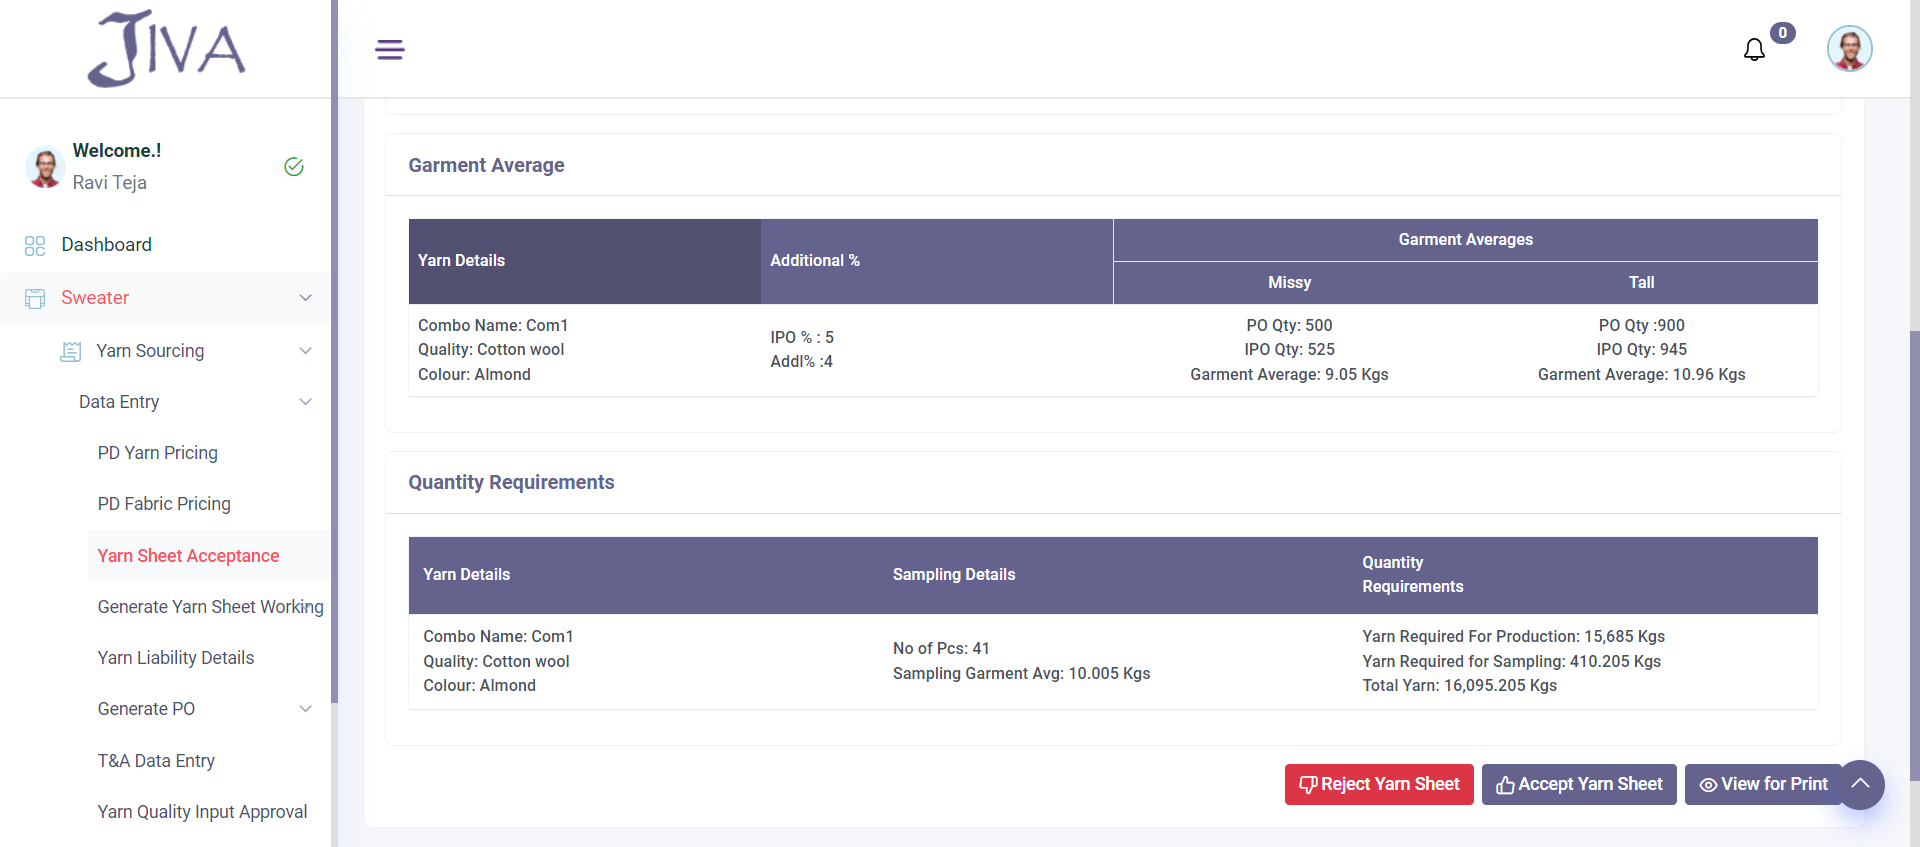 JIVA
0
Welcome.!
Ravi Teja
Dashboard
Sweater
Yarn Sourcing
Data Entry
PD Yarn Pricing
PD Fabric Pricing
Yarn Sheet Acceptance
Generate Yarn Sheet Working
Yarn Liability Details
Generate PO
T&A Data Entry
Yarn Quality Input Approval
Garment Average
Yarn Details
Additional %
Garment Averages
Missy
Tall
Combo Name: Com1
Quality: Cotton wool
Colour: Almond
IPO % : 5
Addl% :4
PO Qty: 500
IPO Qty: 525
Garment Average: 9.05 Kgs
PO Qty :900
IPO Qty: 945
Garment Average: 10.96 Kgs
Quantity Requirements
Yarn Details
Sampling Details
Quantity
Requirements
Combo Name: Com1
Quality: Cotton wool
Colour: Almond
No of Pcs: 41
Sampling Garment Avg: 10.005 Kgs
Yarn Required For Production: 15,685 Kgs
Yarn Required for Sampling: 410.205 Kgs
Total Yarn: 16,095.205 Kgs
Reject Yarn Sheet
Accept Yarn Sheet
View for Print